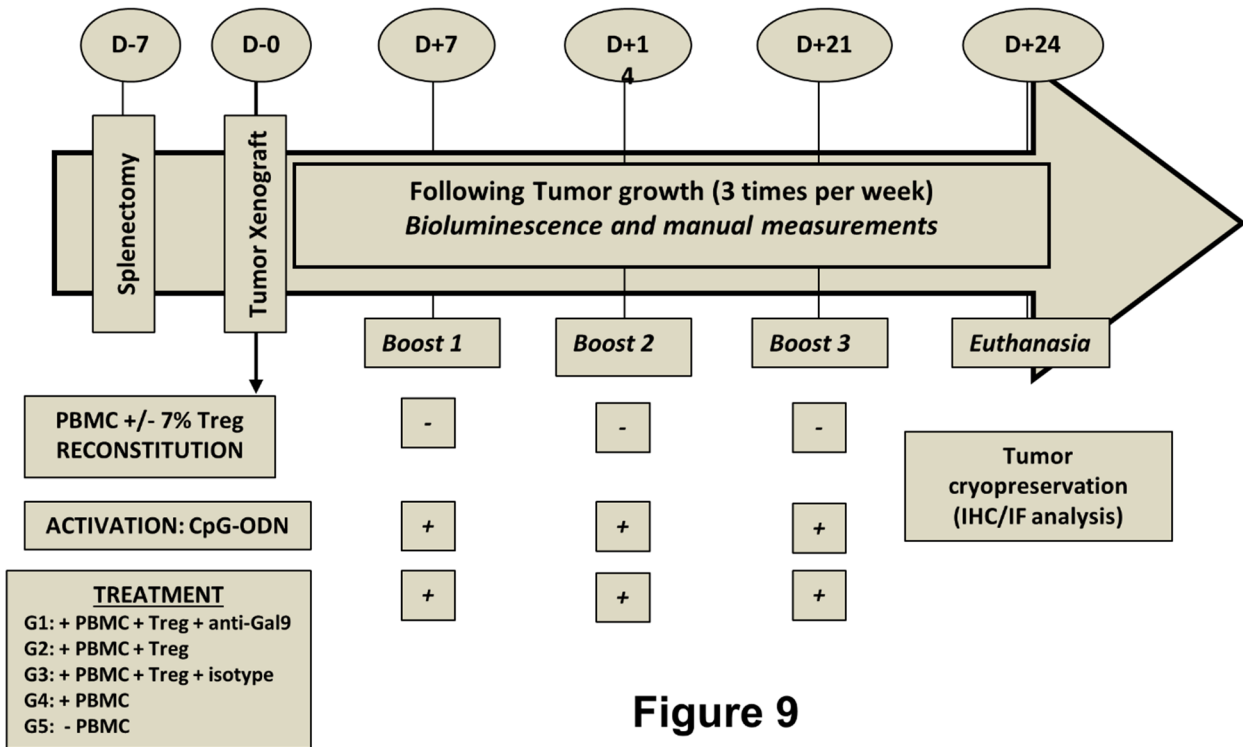 D-7
D-0
D+7
D+1
4
D+21
D+24
Splenectomy
Tumor Xenograft
Following Tumor growth (3 times per week)
Bioluminescence and manual measurements
Boost 1
Boost 2
Boost 3
Euthanasia
PBMC +/- 7% Treg
RECONSTITUTION
-
-
-
Tumor
cryopreservation
(IHC/IF analysis)
ACTIVATION: CpG-ODN
+
+
+
TREATMENT
G1: + PBMC + Treg + anti-Gal9
G2: + PBMC + Treg
G3: + PBMC + Treg + isotype
G4: + PBMC
G5: - PBMC
+
+
+
Figure 9